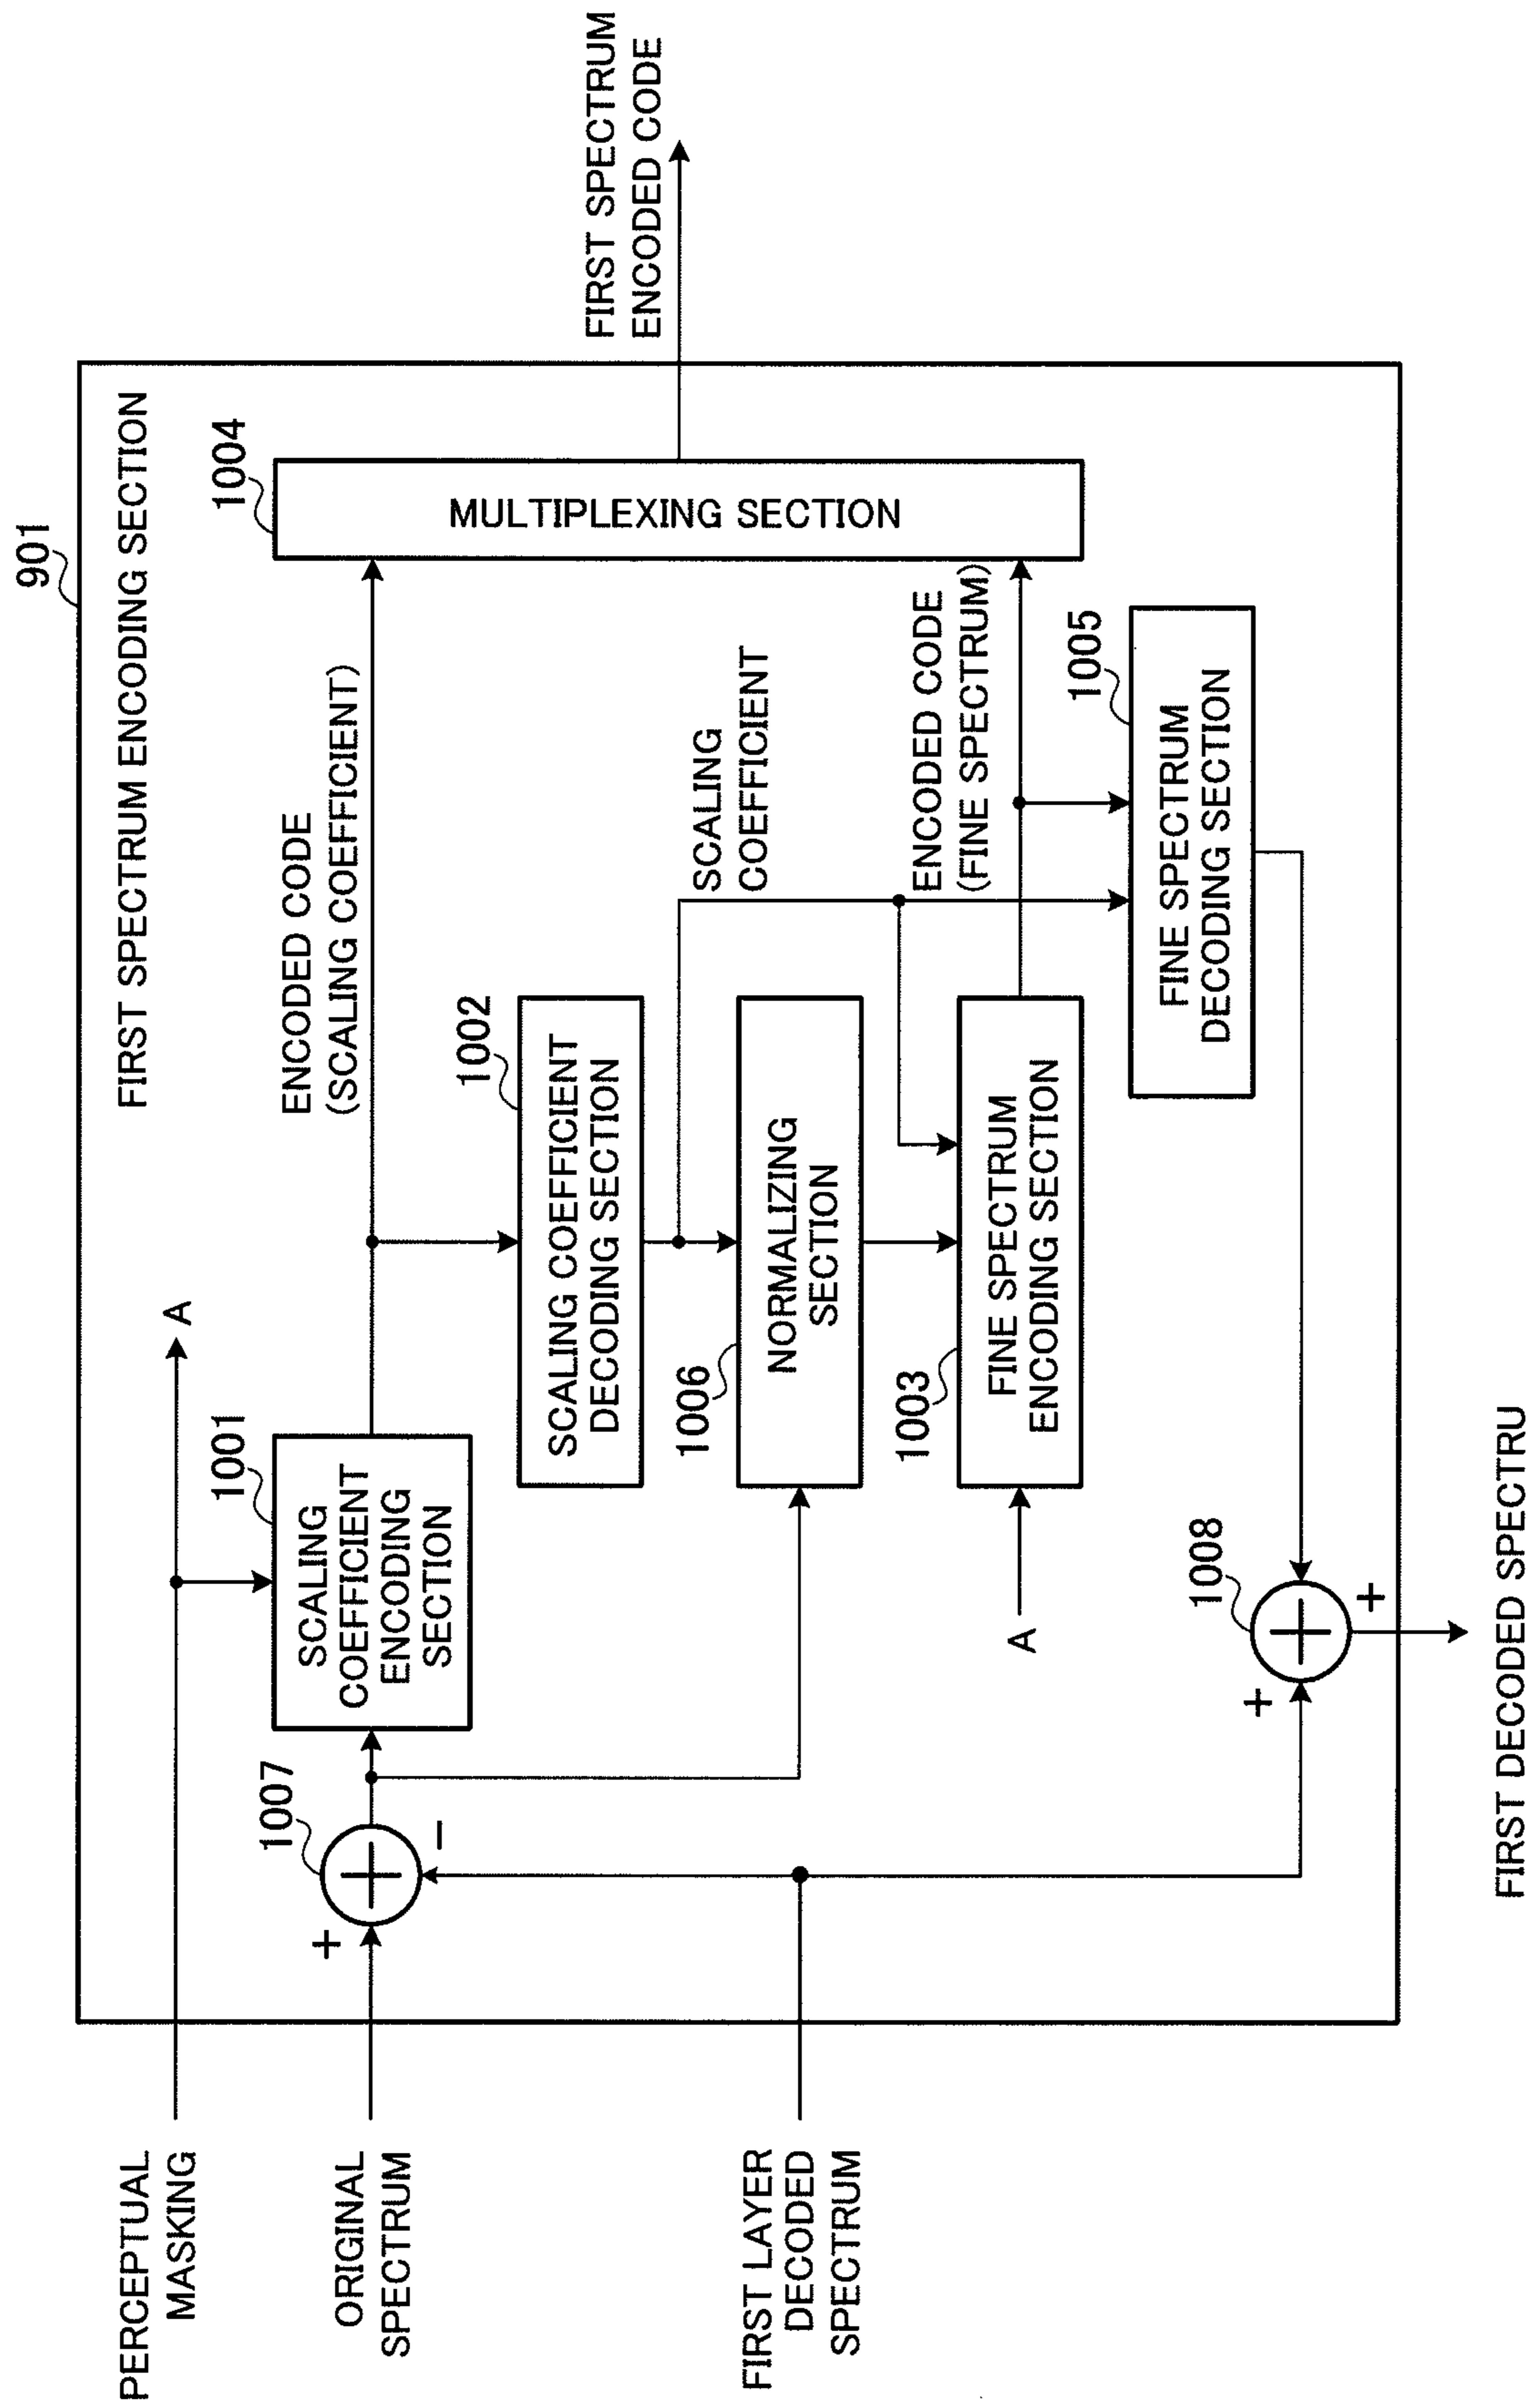 901
FIRST SPECTRUM ENCODING SECTION
PERCEPTUAL
MASKING
A
ORIGINAL
SPECTRUM
+
−
1007
1001
SCALING
COEFFICIENT
ENCODING
SECTION
ENCODED CODE
(SCALING COEFFICIENT)
1004
MULTIPLEXING SECTION
FIRST SPECTRUM
ENCODED CODE
1002
SCALING COEFFICIENT
DECODING SECTION
SCALING
COEFFICIENT
FIRST LAYER
DECODED
SPECTRUM
1006
NORMALIZING
SECTION
A
1003
FINE SPECTRUM
ENCODING SECTION
ENCODED CODE
(FINE SPECTRUM)
1005
FINE SPECTRUM
DECODING SECTION
1008
+
+
FIRST DECODED SPECTRU